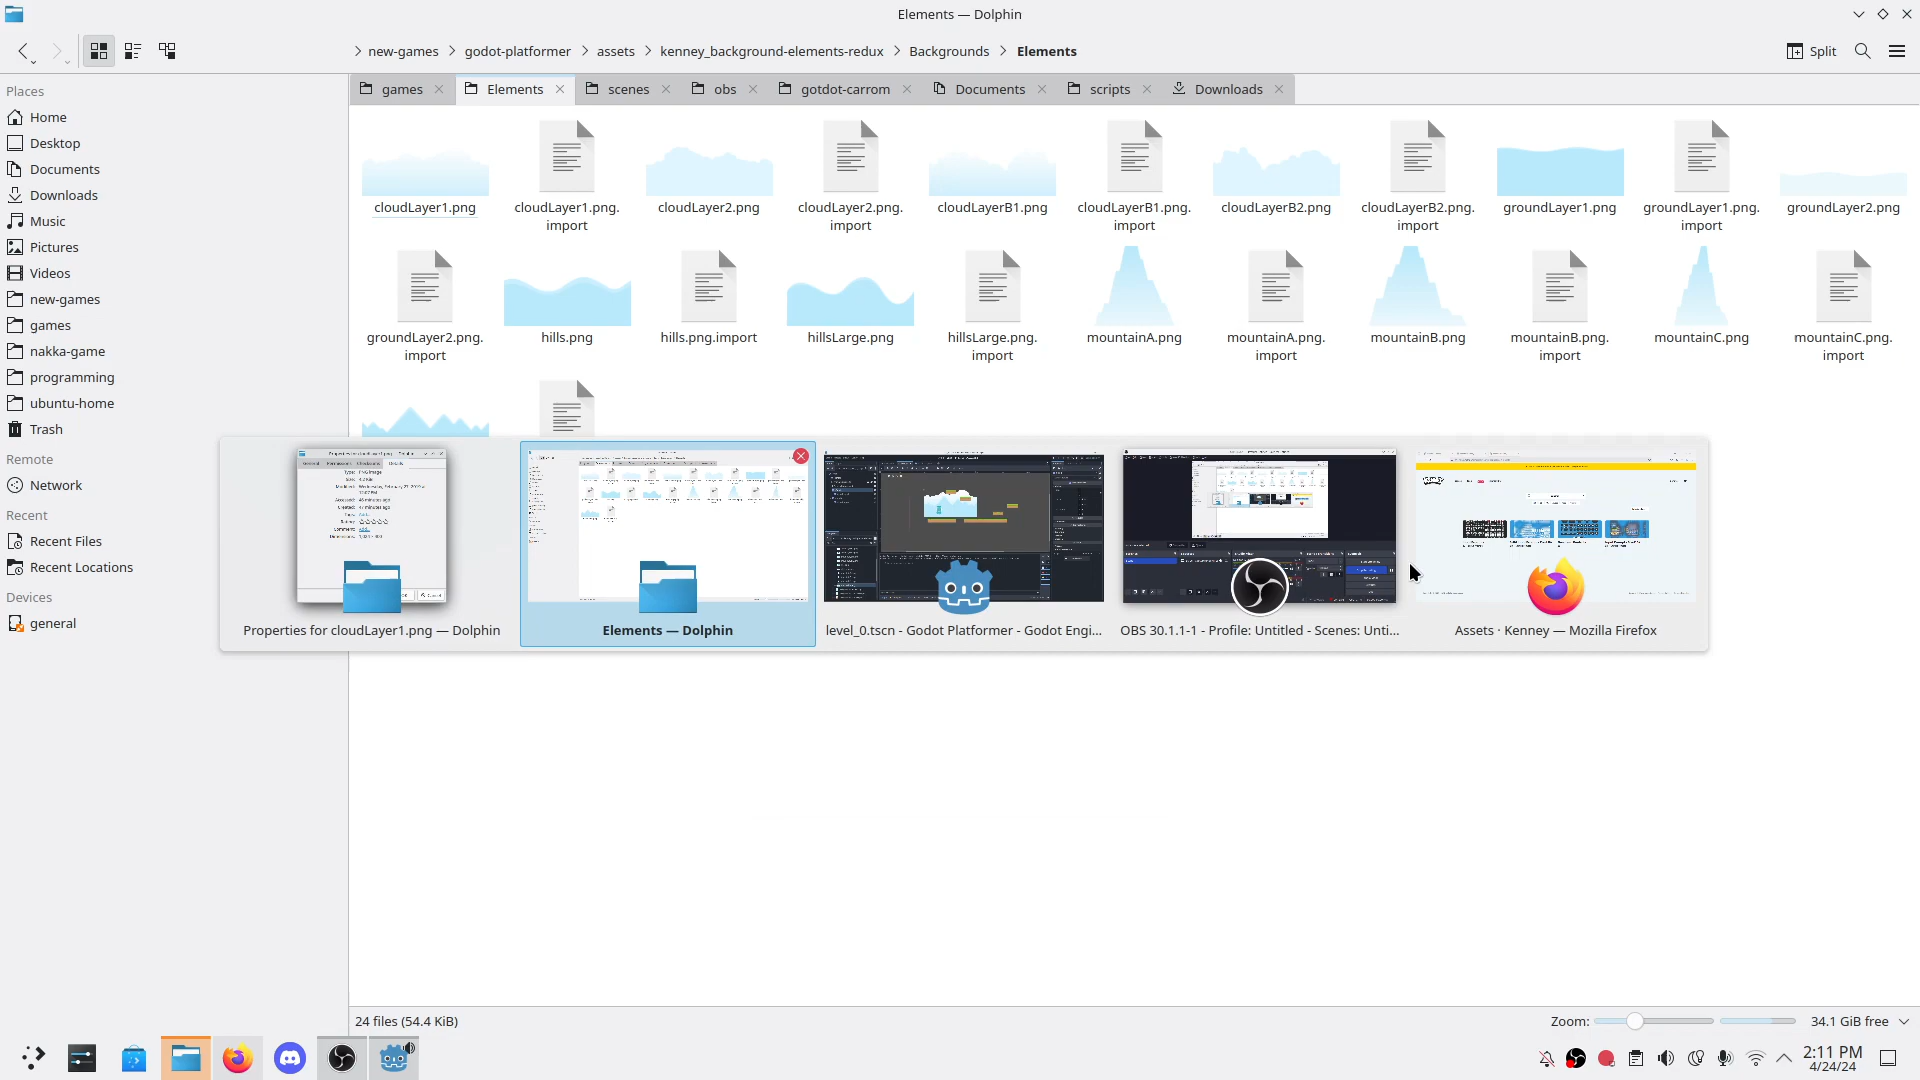 Elements — Dolphin
new-games
godot-platformer
assets
kenney_background-elements-redux
Backgrounds
Elements
Split
Places
Home
Desktop
Documents
Downloads
Music
Pictures
Videos
new-games
games
nakka-game
programming
ubuntu-home
Trash
Remote
Network
Recent
Recent Files
Recent Locations
Devices
general
games
Elements
scenes
obs
gotdot-carrom
Documents
scripts
Downloads
cloudLayer1.png
cloudLayer1.png.
import
cloudLayer2.png
cloudLayer2.png.
import
cloudLayerB1.png
cloudLayerB1.png.
import
cloudLayerB2.png
cloudLayerB2.png.
import
groundLayer1.png
groundLayer1.png.
import
groundLayer2.png
groundLayer2.png.
import
hills.png
hills.png.import
hillsLarge.png
hillsLarge.png.
import
mountainA.png
mountainA.png.
import
mountainB.png
mountainB.png.
import
mountainC.png
mountainC.png.
import
Properties for cloudLayer1.png — Dolphin
Elements — Dolphin
level_0.tscn - Godot Platformer - Godot Engi...
OBS 30.1.1-1 - Profile: Untitled - Scenes: Unti...
Assets · Kenney — Mozilla Firefox
24 files (54.4 KiB)
Zoom:
34.1 GiB free
2:11 PM
4/24/24